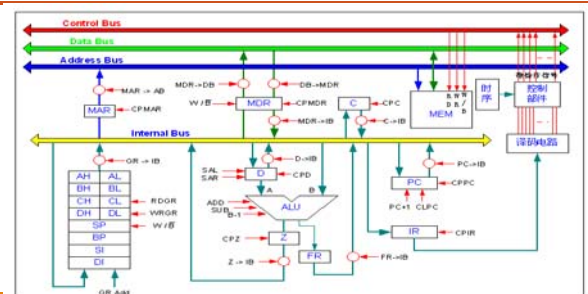 Control Bus
Data Bus
Address Bus
MAR -> AB
MDR->DB
DB->MDR
MAR
CPMAR
W/B
MDR
CPMDR
C
CPC
MDR->IB
C->IB
MEM
时序
控制部件
Internal Bus
译码电路
GR -> IB
D->IB
PC->IB
AH AL
BH BL
CH CL
DH DL
SP
BP
SI
DI
RDGR
WRGR
W/B
SAL
SAR
D
CPD
A
B
ADD
SUB
B-1
ALU
PC
CPPC
PC+1
CLPC
CPZ
Z
FR
IR
CPIR
Z -> IB
FR->IB
GR Add